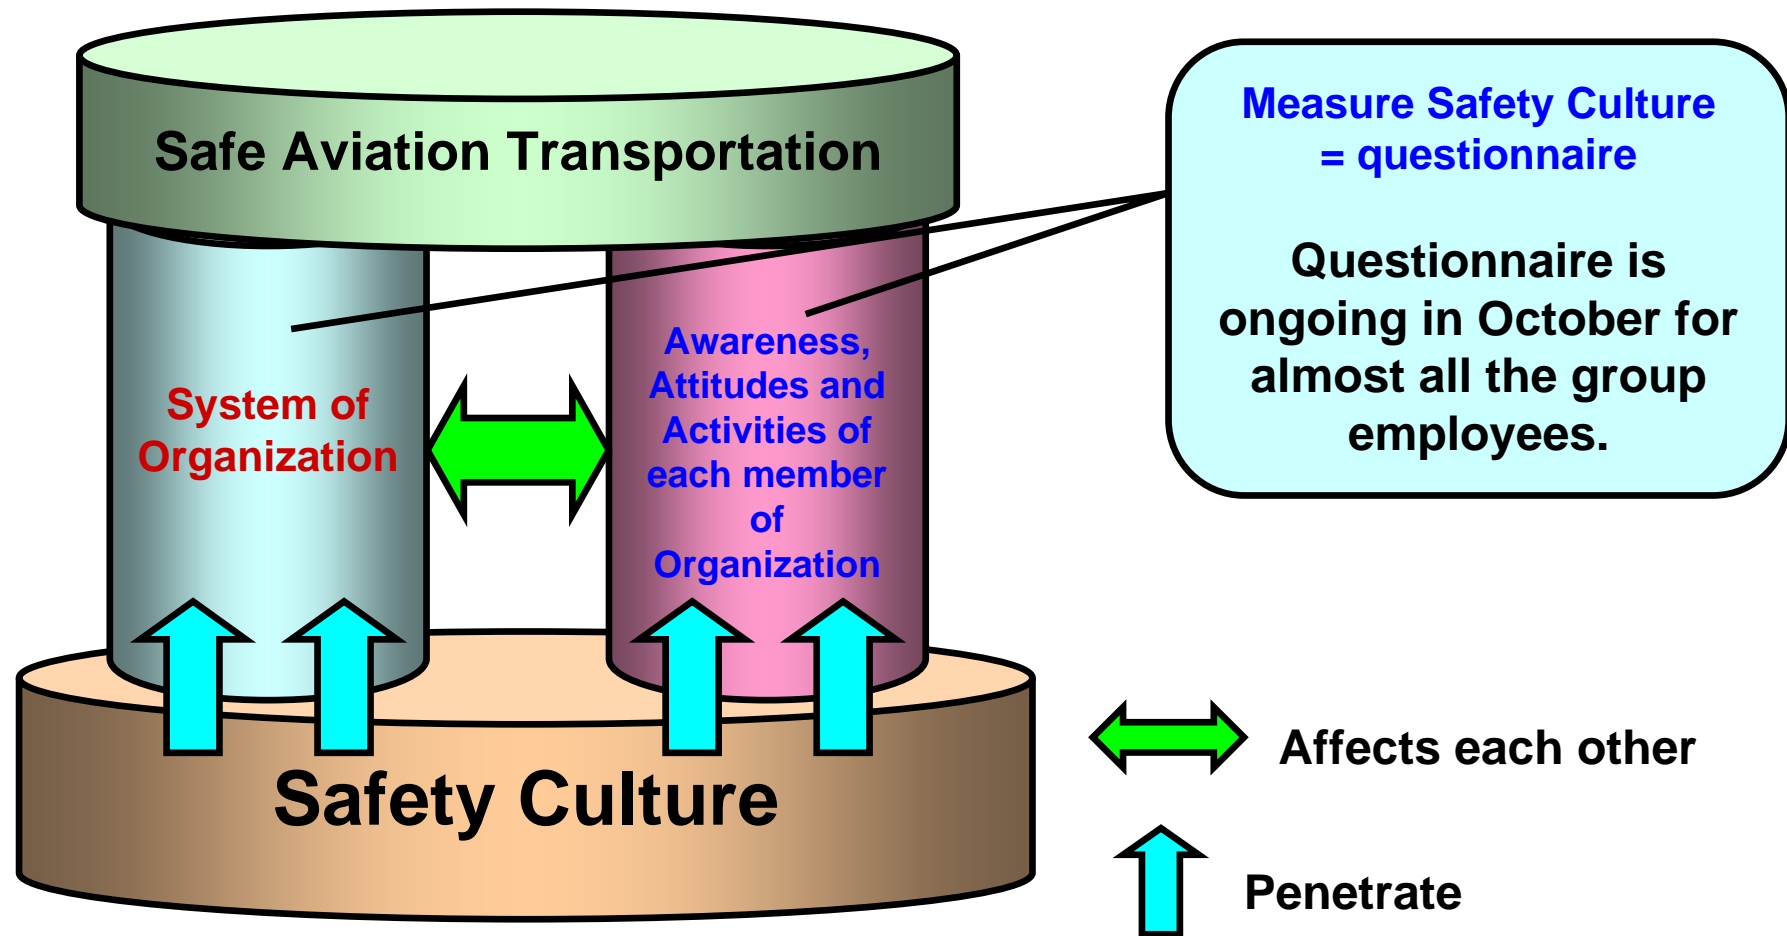 Safe Aviation Transportation
Measure Safety Culture
= questionnaire
Questionnaire is
ongoing in October for
almost all the group
employees.
System of
Organization
Awareness,
Attitudes and
Activities of
each member
of
Organization
Safety Culture
Affects each other
Penetrate